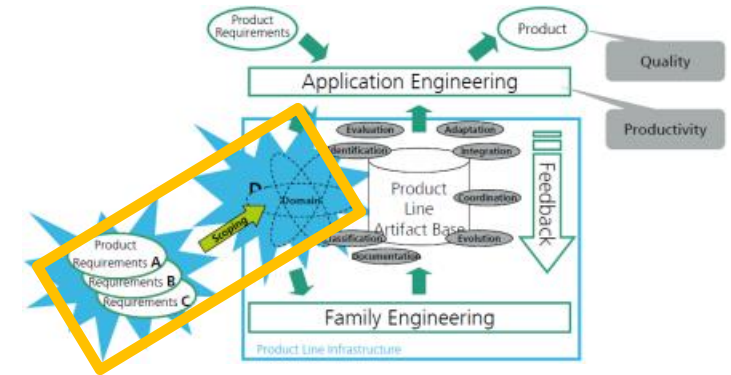 Product
Requirements
Product
Quality
Application Engineering
Productivity
Evaluation
Adaptation
Integration
Domain
Product
Line
Artifact Base
Coordination
Scoping
Evolution
Documentation
Feedback
Product
Requirements A
Requirements B
Requirements C
Family Engineering
Product Line Infrastructure